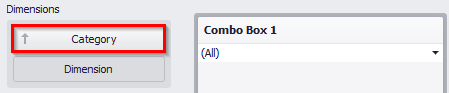 Dimensions
Category
Dimension
Combo Box 1
(All)